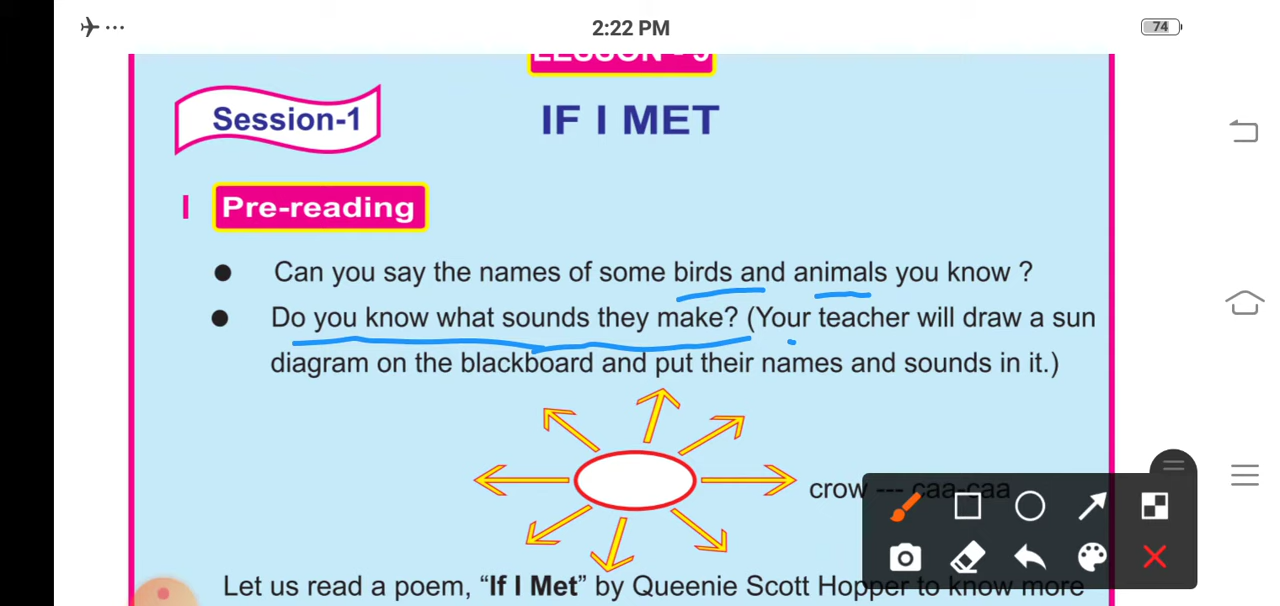 2:22 PM
74
LESSON - 5
Session-1
IF I MET
I Pre-reading
● Can you say the names of some birds and animals you know ?
● Do you know what sounds they make? (Your teacher will draw a sun
diagram on the blackboard and put their names and sounds in it.)
crow --- caa-caa
Let us read a poem, “If I Met” by Queenie Scott Hopper to know more